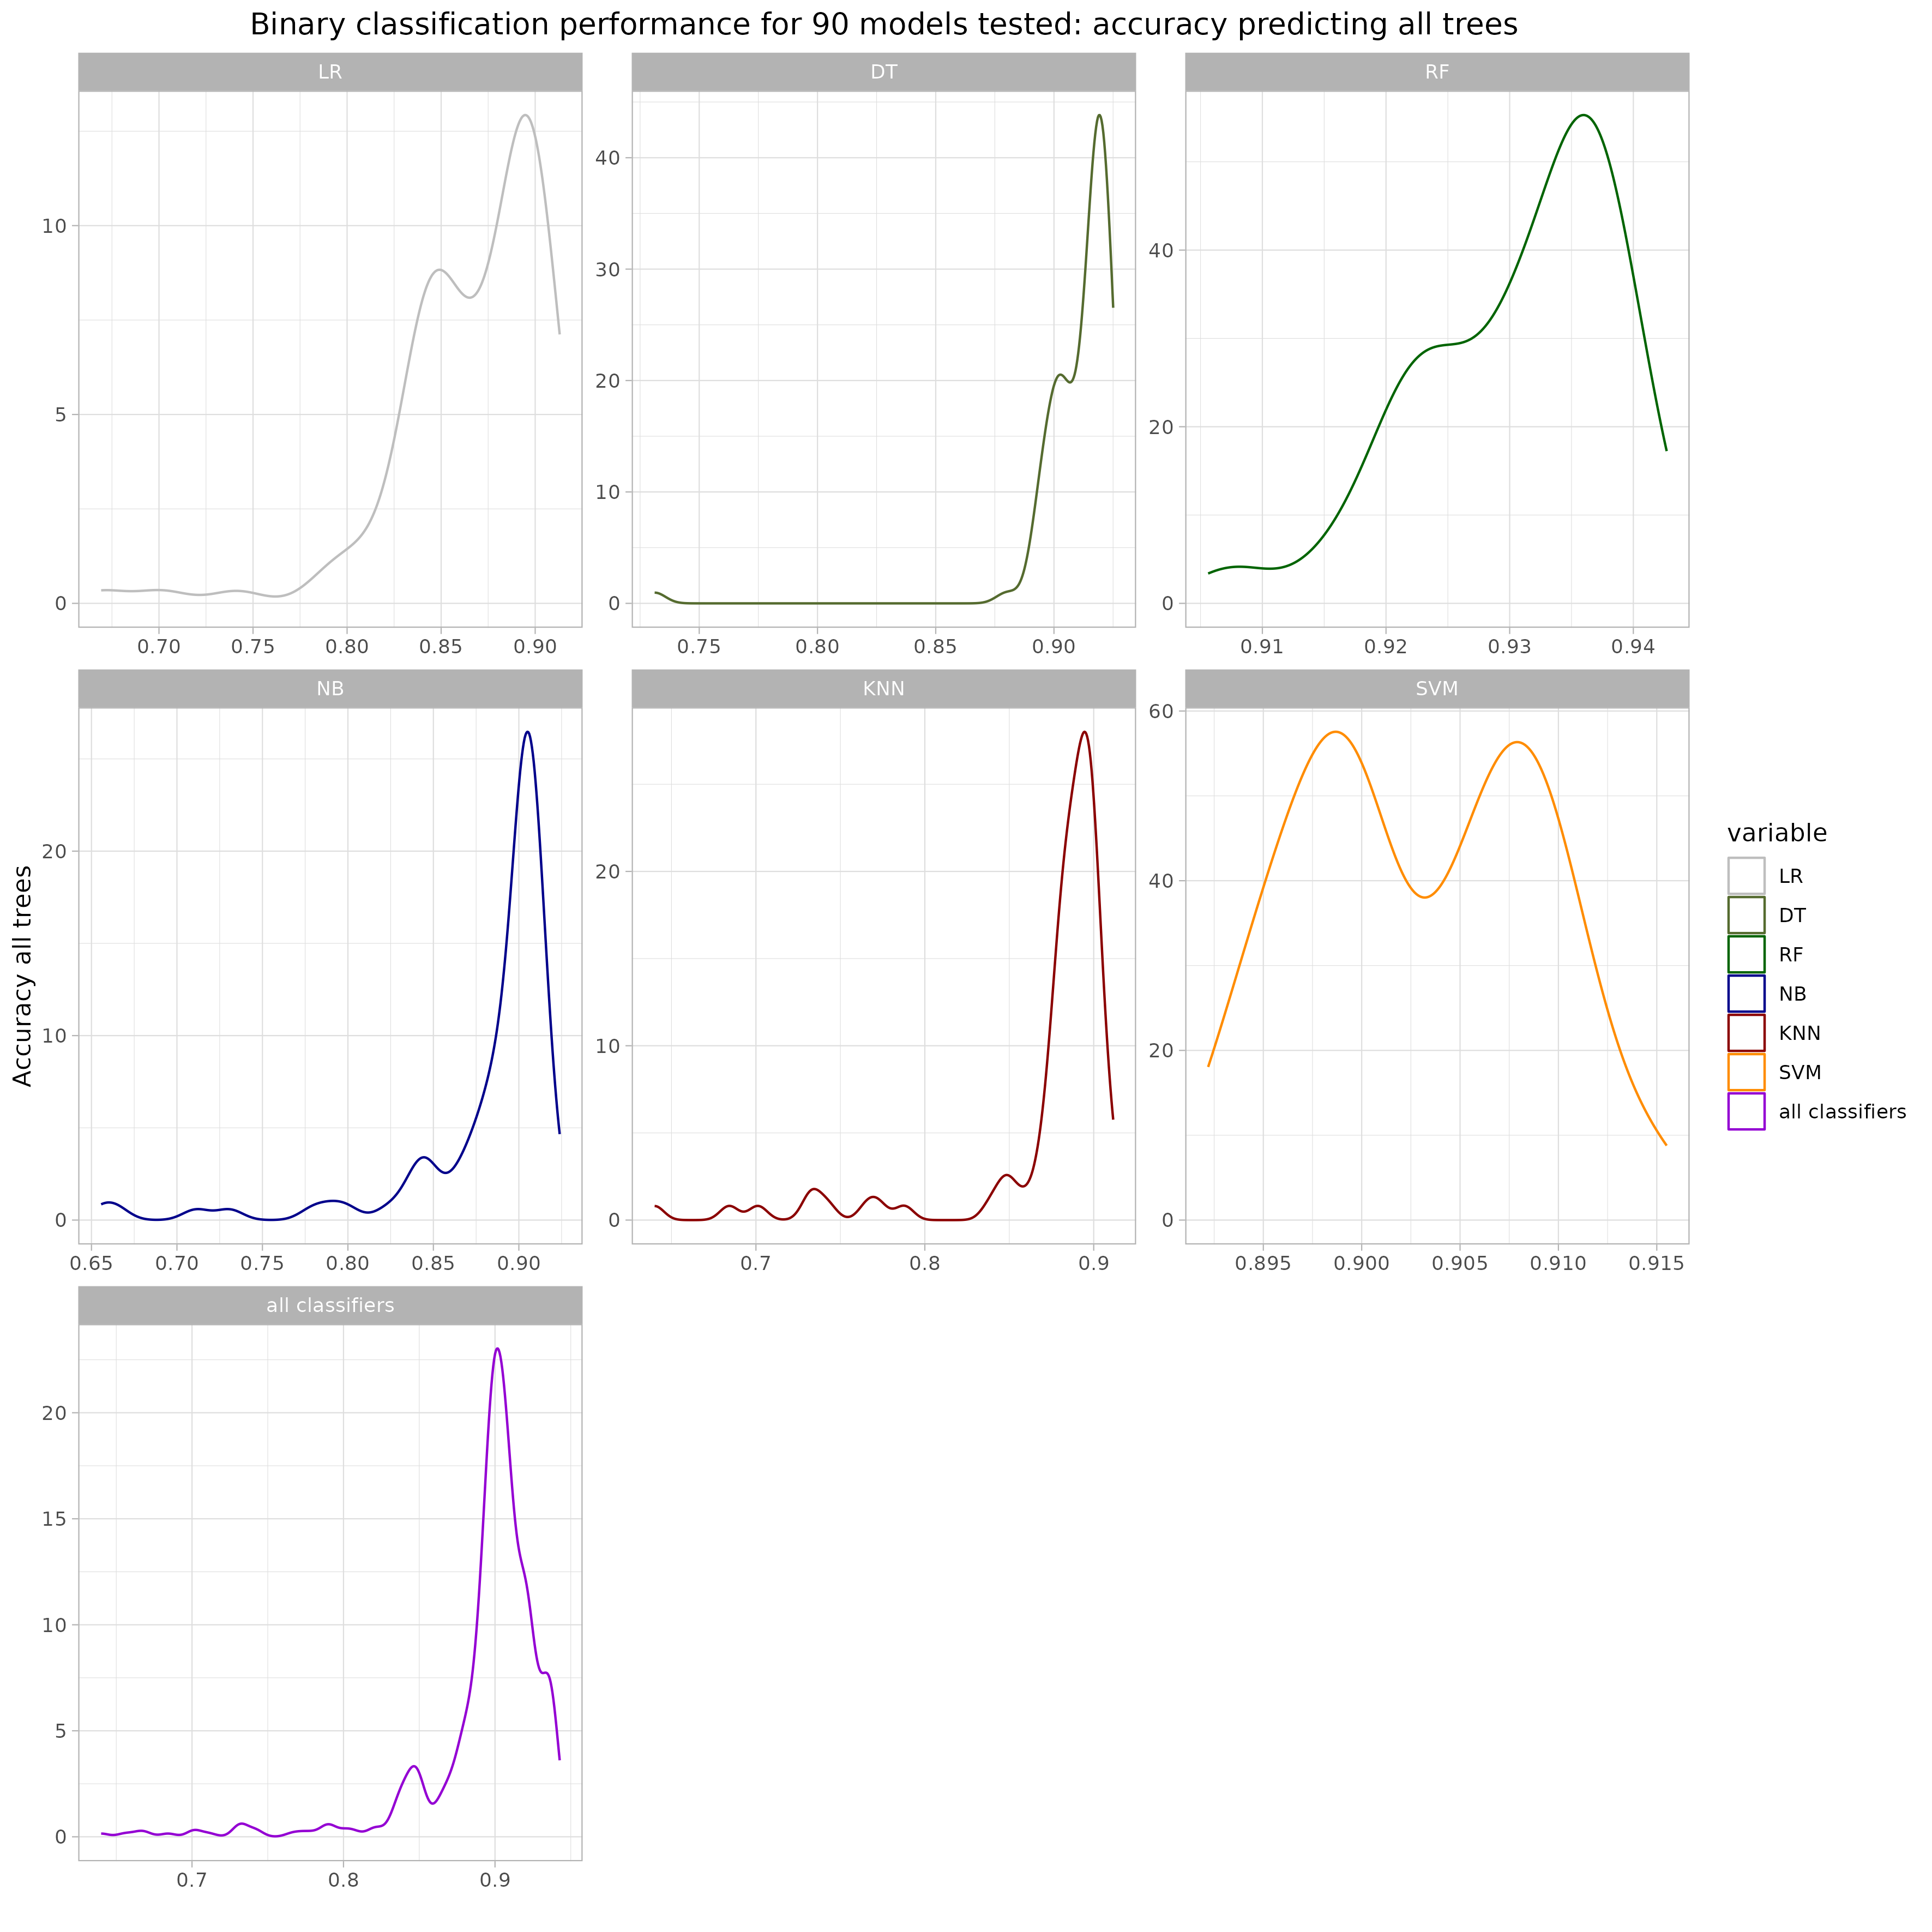 Binary classification performance for 90 models tested: accuracy predicting all trees
LR
DT
RF
10
5
0
0.70 0.75 0.80 0.85 0.90
40
30
20
10
0
0.75 0.80 0.85 0.90
40
20
0
0.91 0.92 0.93 0.94
NB
KNN
SVM
20
10
0
0.65 0.70 0.75 0.80 0.85 0.90
20
10
0
0.7 0.8 0.9
60
40
20
0
0.895 0.900 0.905 0.910 0.915
all classifiers
20
15
10
5
0
0.7 0.8 0.9
Accuracy all trees
variable
LR
DT
RF
NB
KNN
SVM
all classifiers